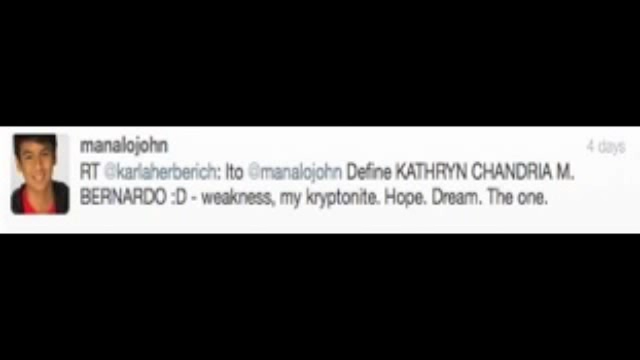 manalojohn 4 days
RT @karlaherberich: Ito @manalojohn Define KATHRYN CHANDRIA M.
BERNARDO :D - weakness, my kryptonite. Hope. Dream. The one.